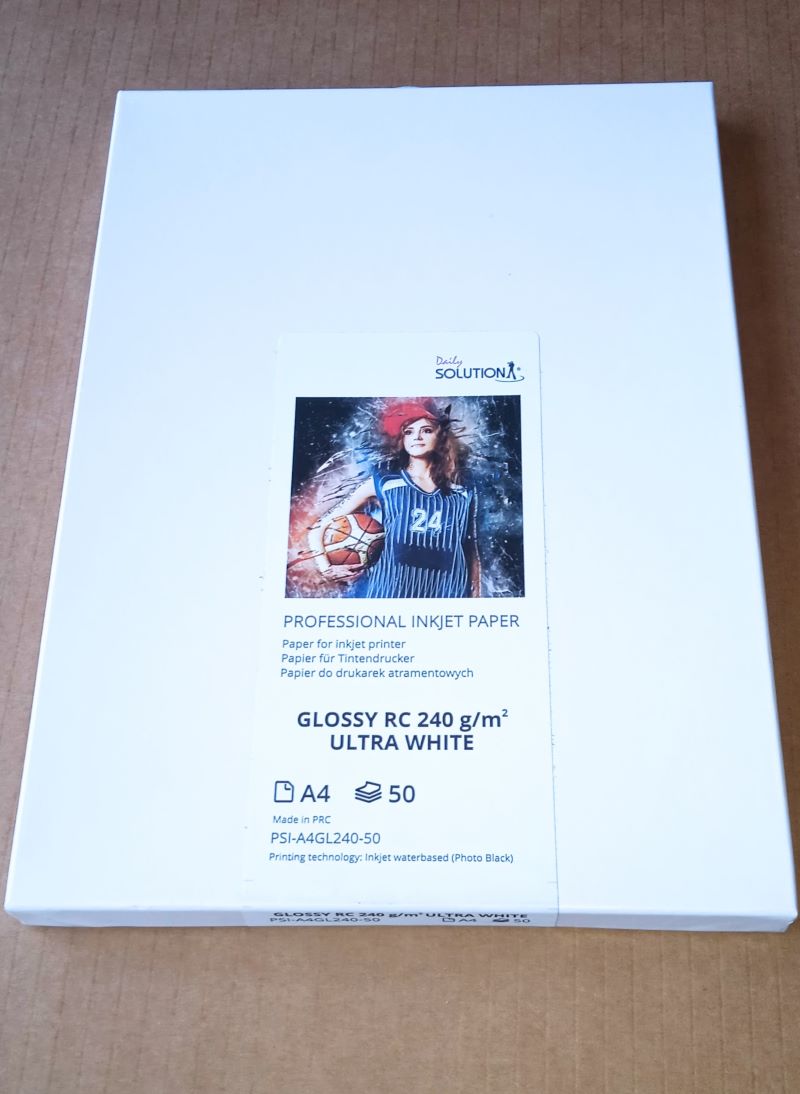 Daily
SOLUTION
24
PROFESSIONAL INKJET PAPER
Paper for inkjet printer
Papier für Tintendrucker
Papier do drukarek atramentowych
GLOSSY RC 240 g/m²
ULTRA WHITE
A4 50
Made in PRC
PSI-A4GL240-50
Printing technology: Inkjet waterbased (Photo Black)
GLOSSY RC 240 g/m² ULTRA WHITE
PSI-A4GL240-50 A4 50